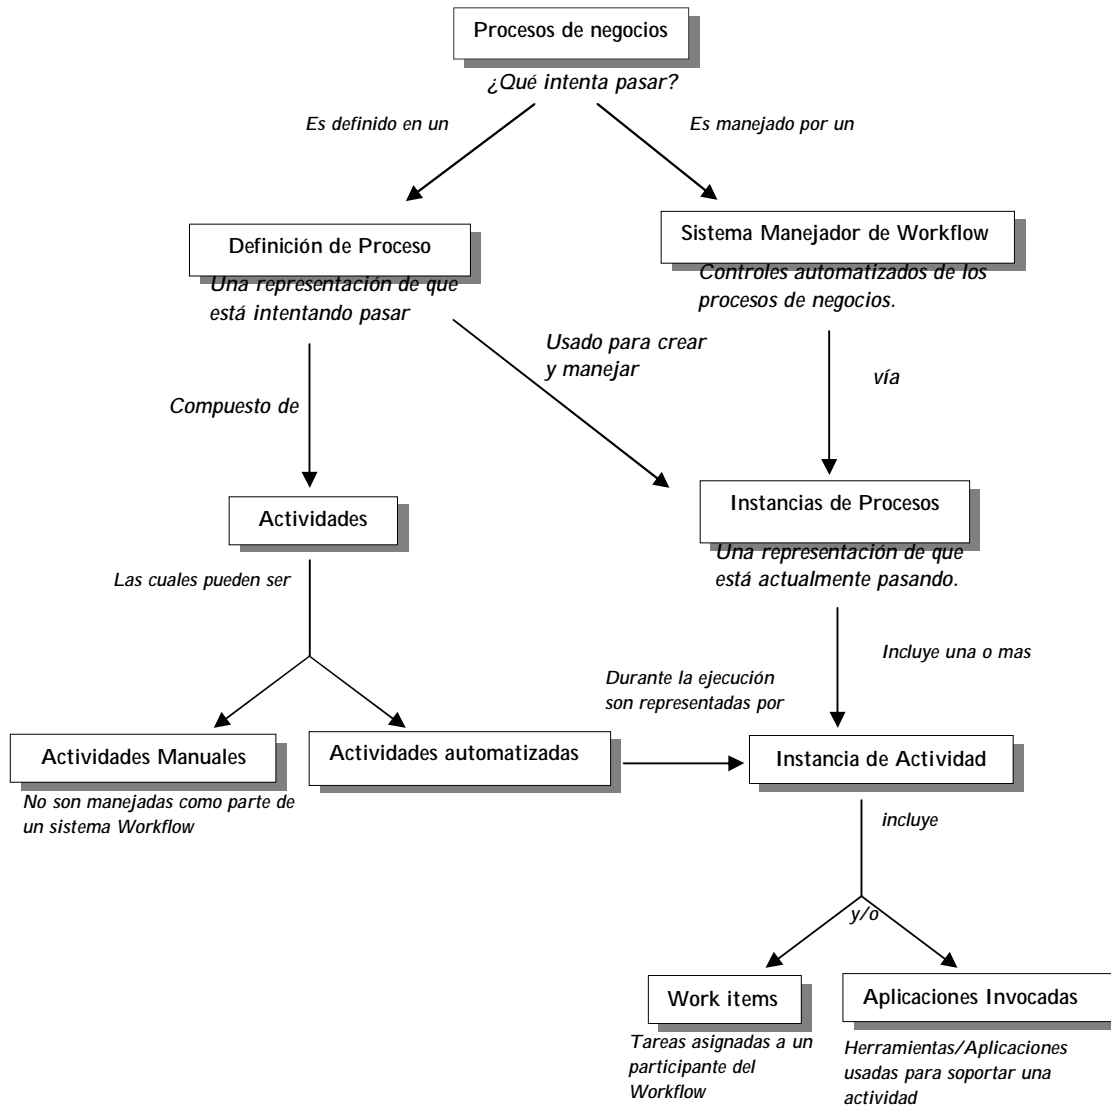 Procesos de negocios
¿Qué intenta pasar?
Es definido en un
Es manejado por un
Definición de Proceso
Una representación de que
está intentando pasar
Sistema Manejador de Workflow
Controles automatizados de los
procesos de negocios.
Usado para crear
y manejar
vía
Compuesto de
Actividades
Instancias de Procesos
Una representación de que
está actualmente pasando.
Las cuales pueden ser
Incluye una o mas
Durante la ejecución
son representadas por
Actividades Manuales
No son manejadas como parte de
un sistema Workflow
Actividades automatizadas
Instancia de Actividad
incluye
y/o
Work items
Tareas asignadas a un
participante del
Workflow
Aplicaciones Invocadas
Herramientas/Aplicaciones
usadas para soportar una
actividad